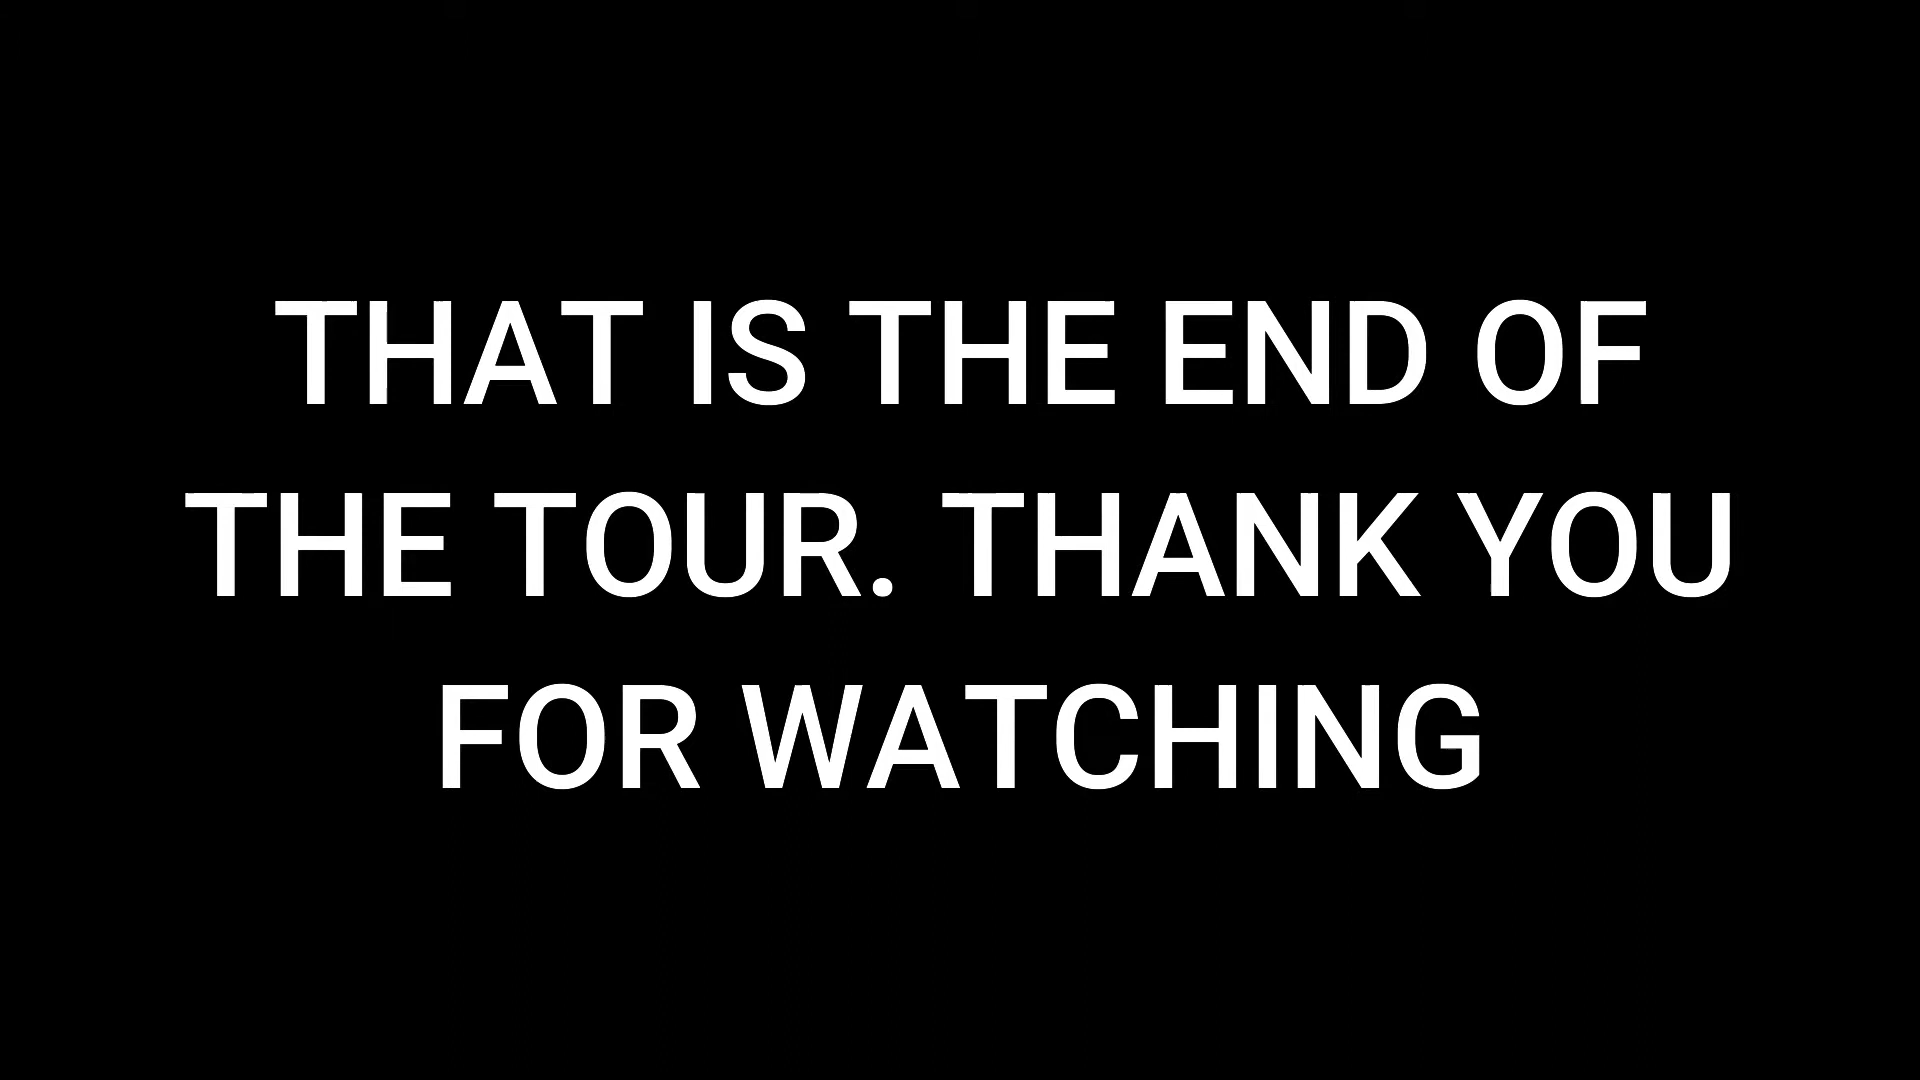 THAT IS THE END OF
THE TOUR. THANK YOU
FOR WATCHING